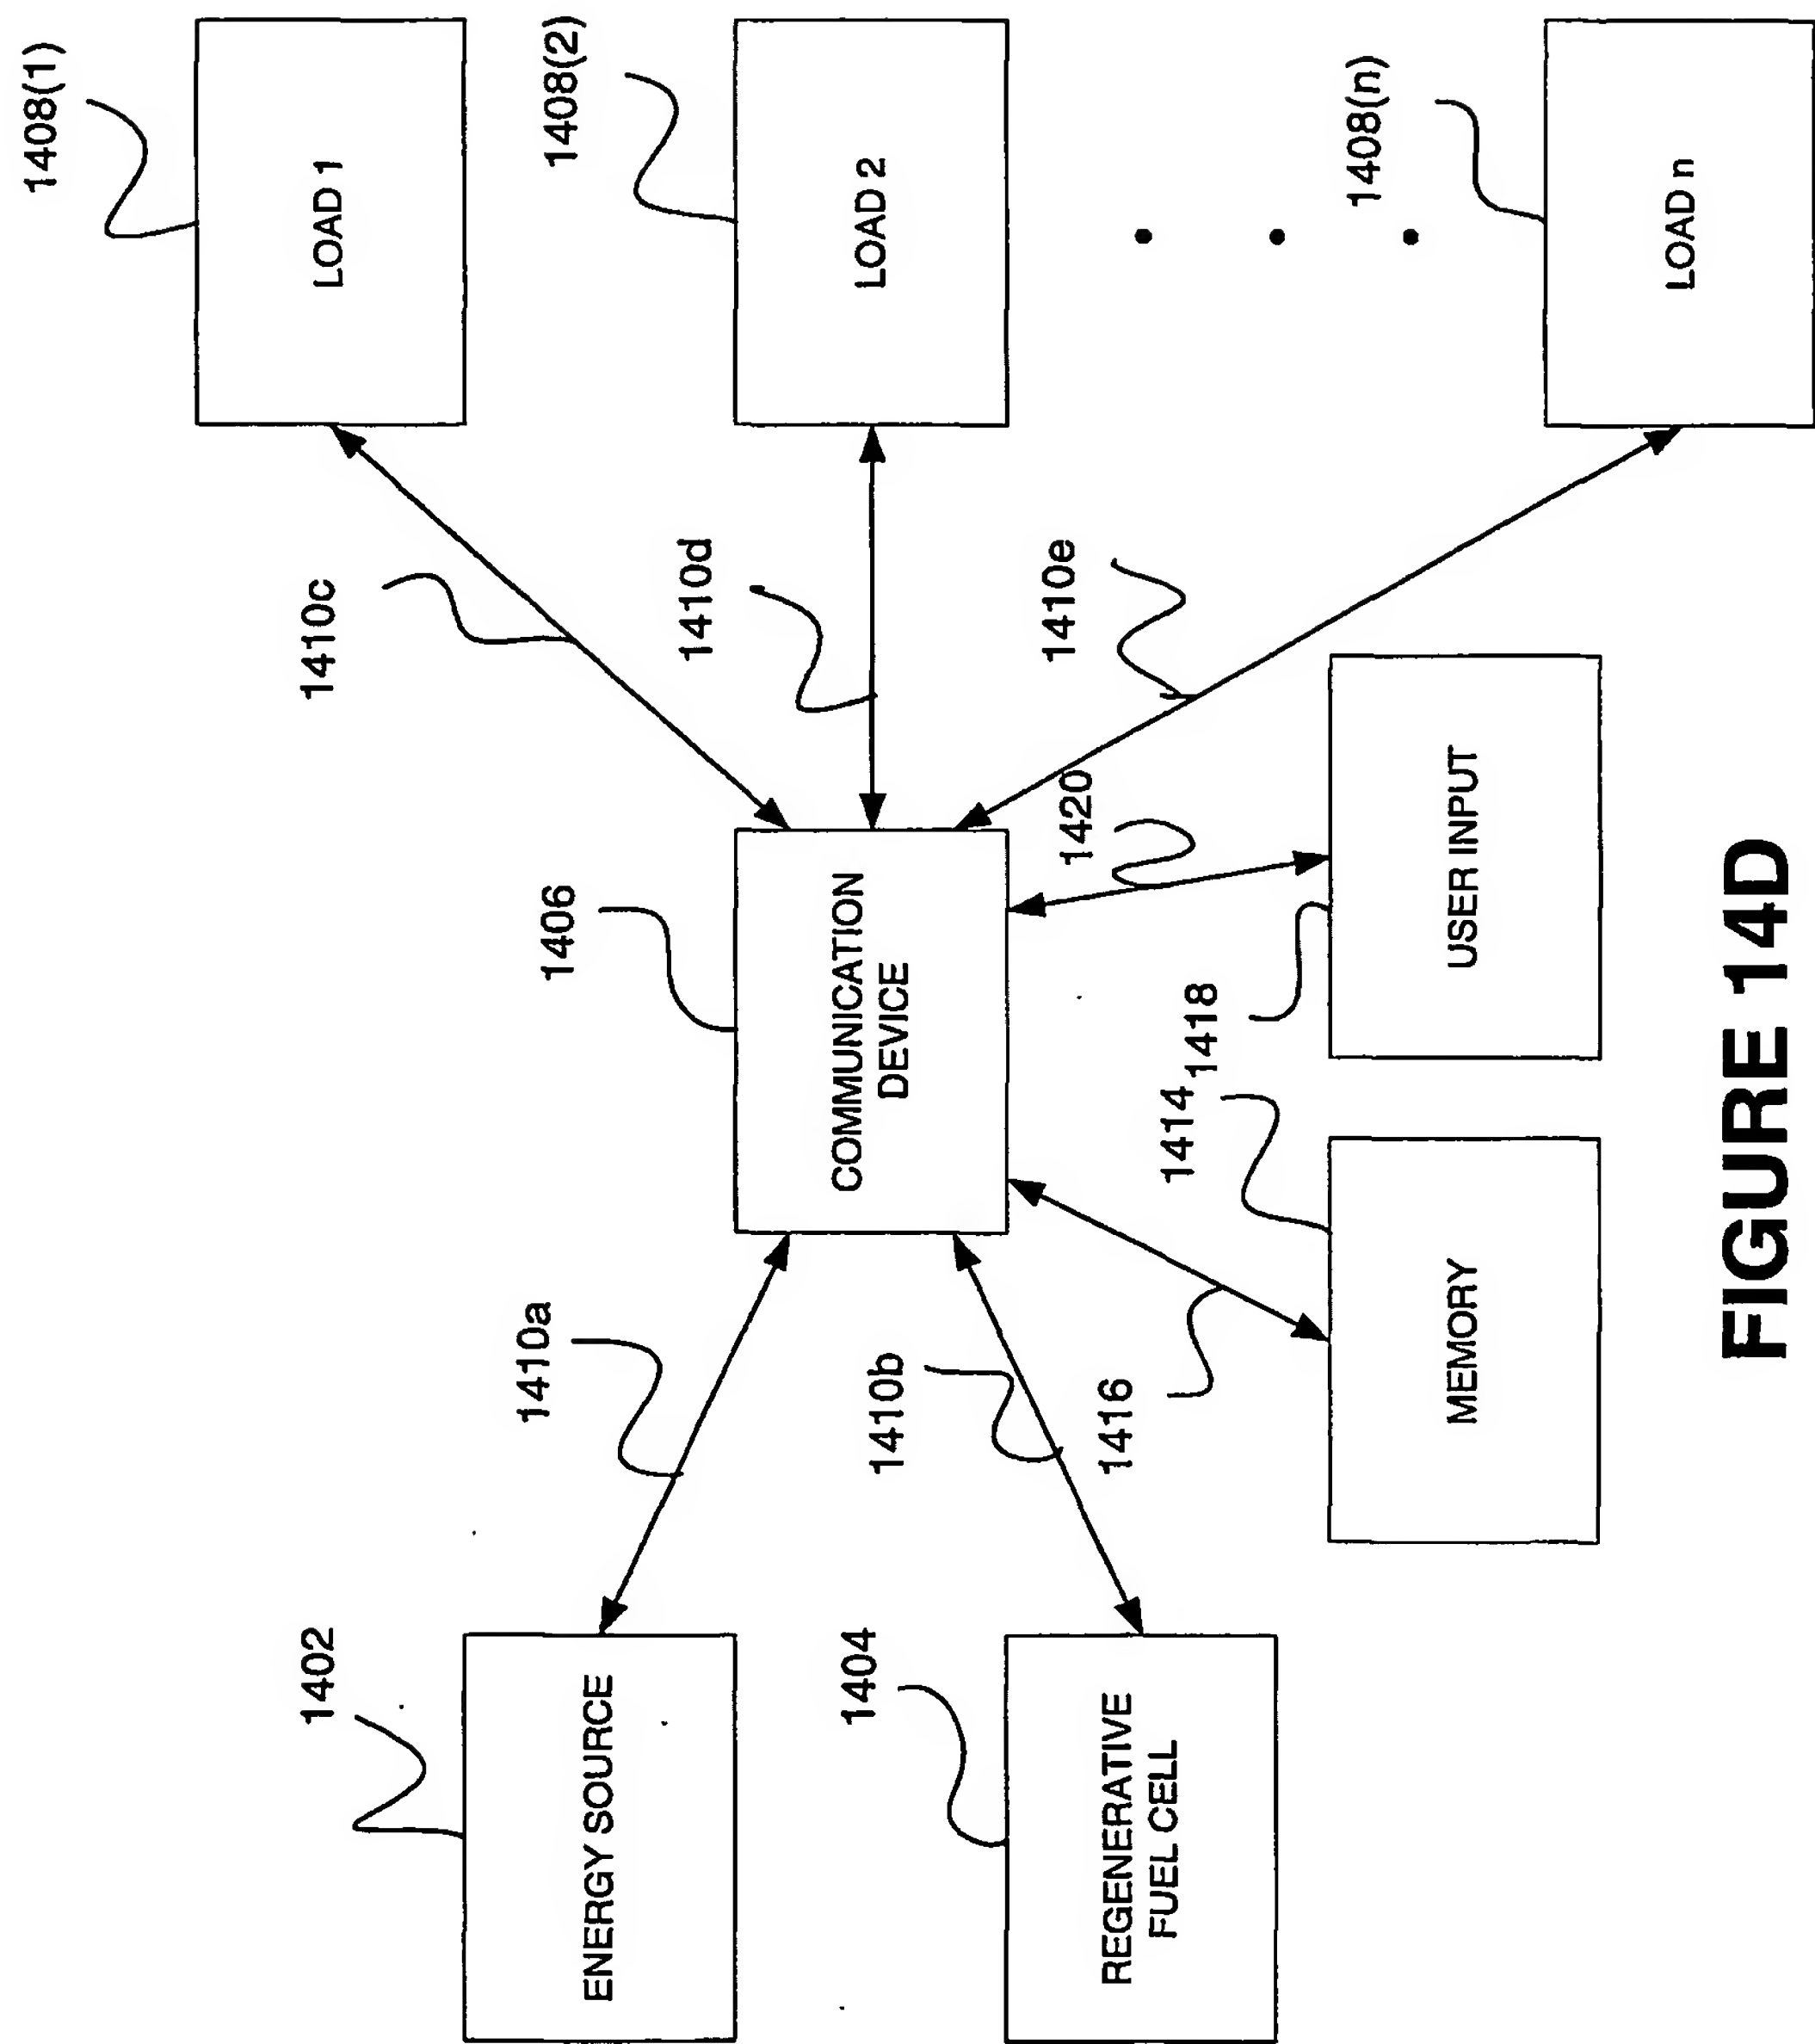 1402
ENERGY SOURCE
1404
REGENERATIVE
FUEL CELL
1410a
1410b
1406
COMMUNICATION
DEVICE
1416
1414
MEMORY
1418
USER INPUT
1420
1410c
1410d
1410e
1408(1)
LOAD 1
1408(2)
LOAD 2
1408(n)
LOAD n
FIGURE 14D